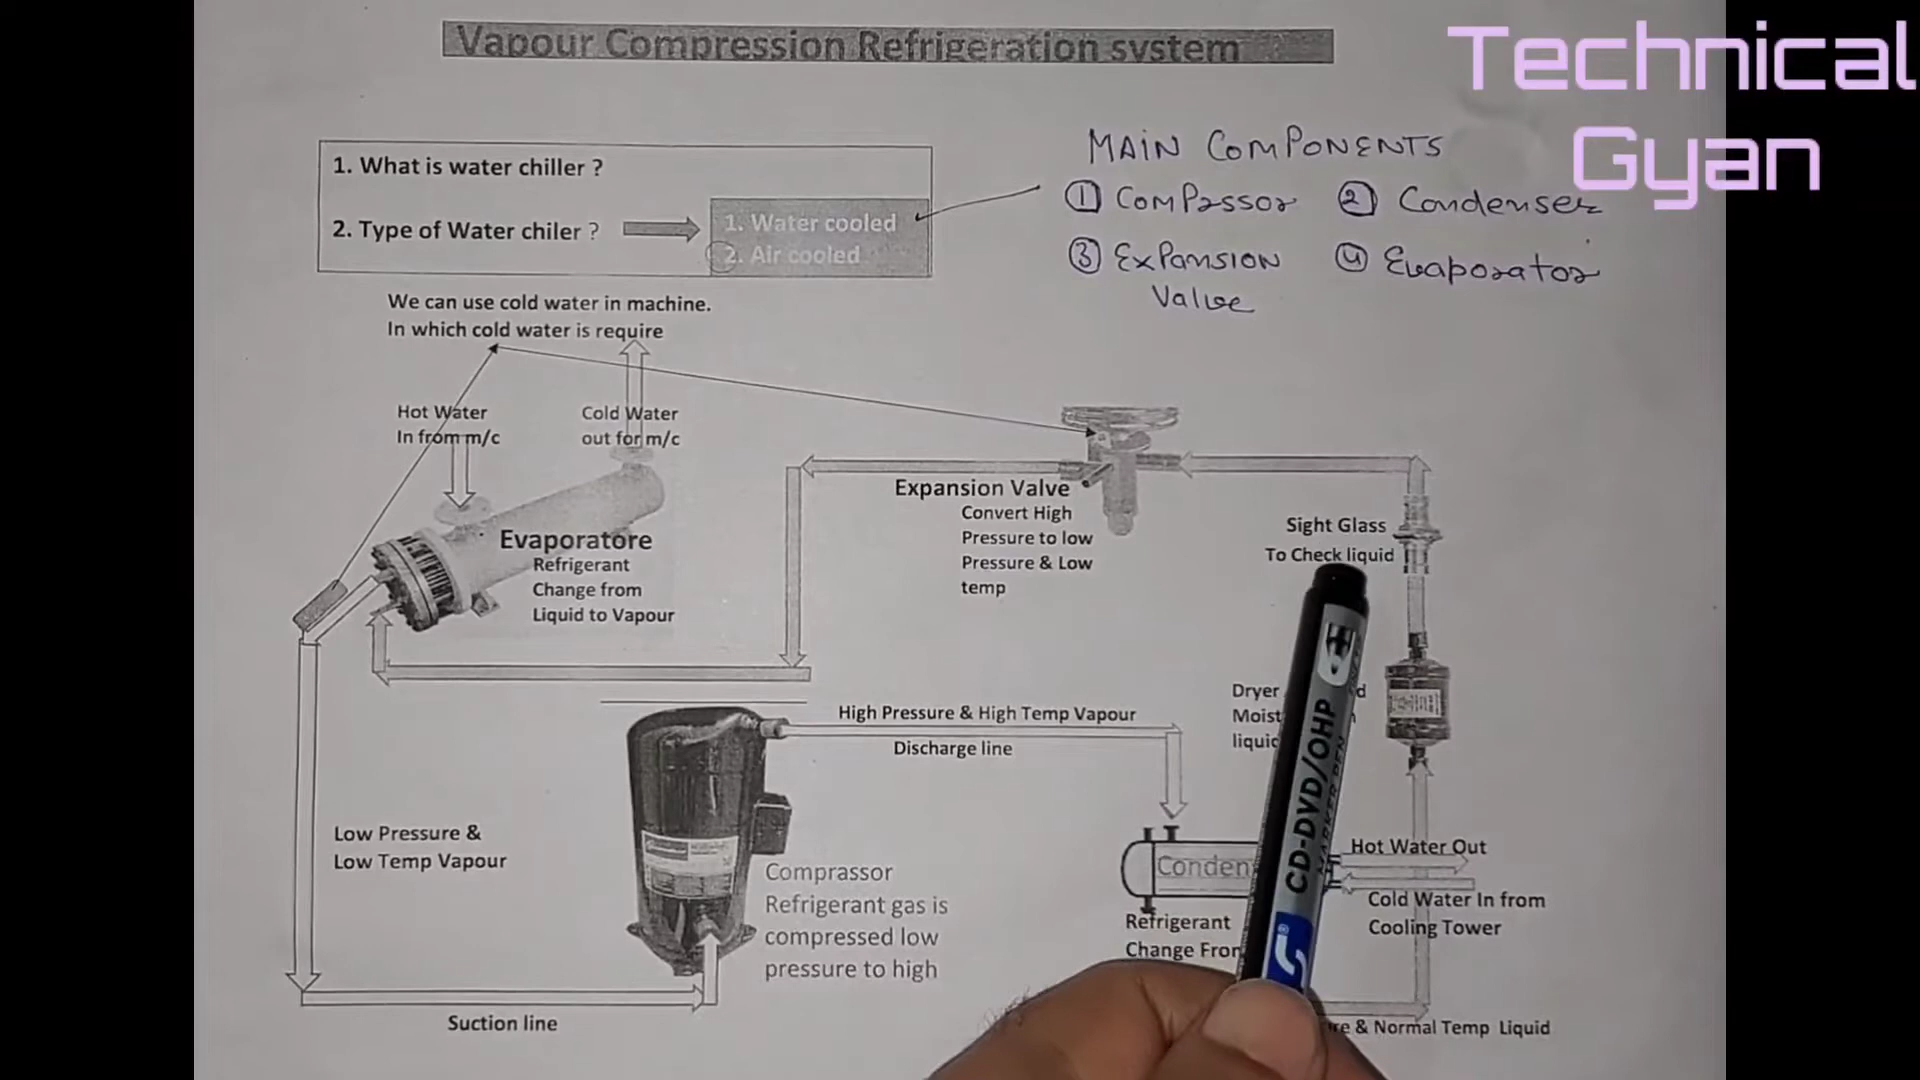 Vapour Compression Refrigeration system
Technical
Gyan
1. What is water chiller ?
2. Type of Water chiler ?
1. Water cooled
2. Air cooled
MAIN COMPONENTS
1 Compassor
2 Condenser
3 Expansion
Valve
4 Evaporator
We can use cold water in machine.
In which cold water is require
Hot Water
In from m/c
Cold Water
out for m/c
Evaporatore
Refrigerant
Change from
Liquid to Vapour
Expansion Valve
Convert High
Pressure to low
Pressure & Low
temp
Sight Glass
To Check liquid
Dryer
liquid
High Pressure & High Temp Vapour
Discharge line
Low Pressure &
Low Temp Vapour
Comprassor
Refrigerant gas is
compressed low
pressure to high
Hot Water Out
Cold Water In from
Cooling Tower
Refrigerant
Change From
& Normal Temp Liquid
Suction line
CD-DVD/OHP
MARKER PEN